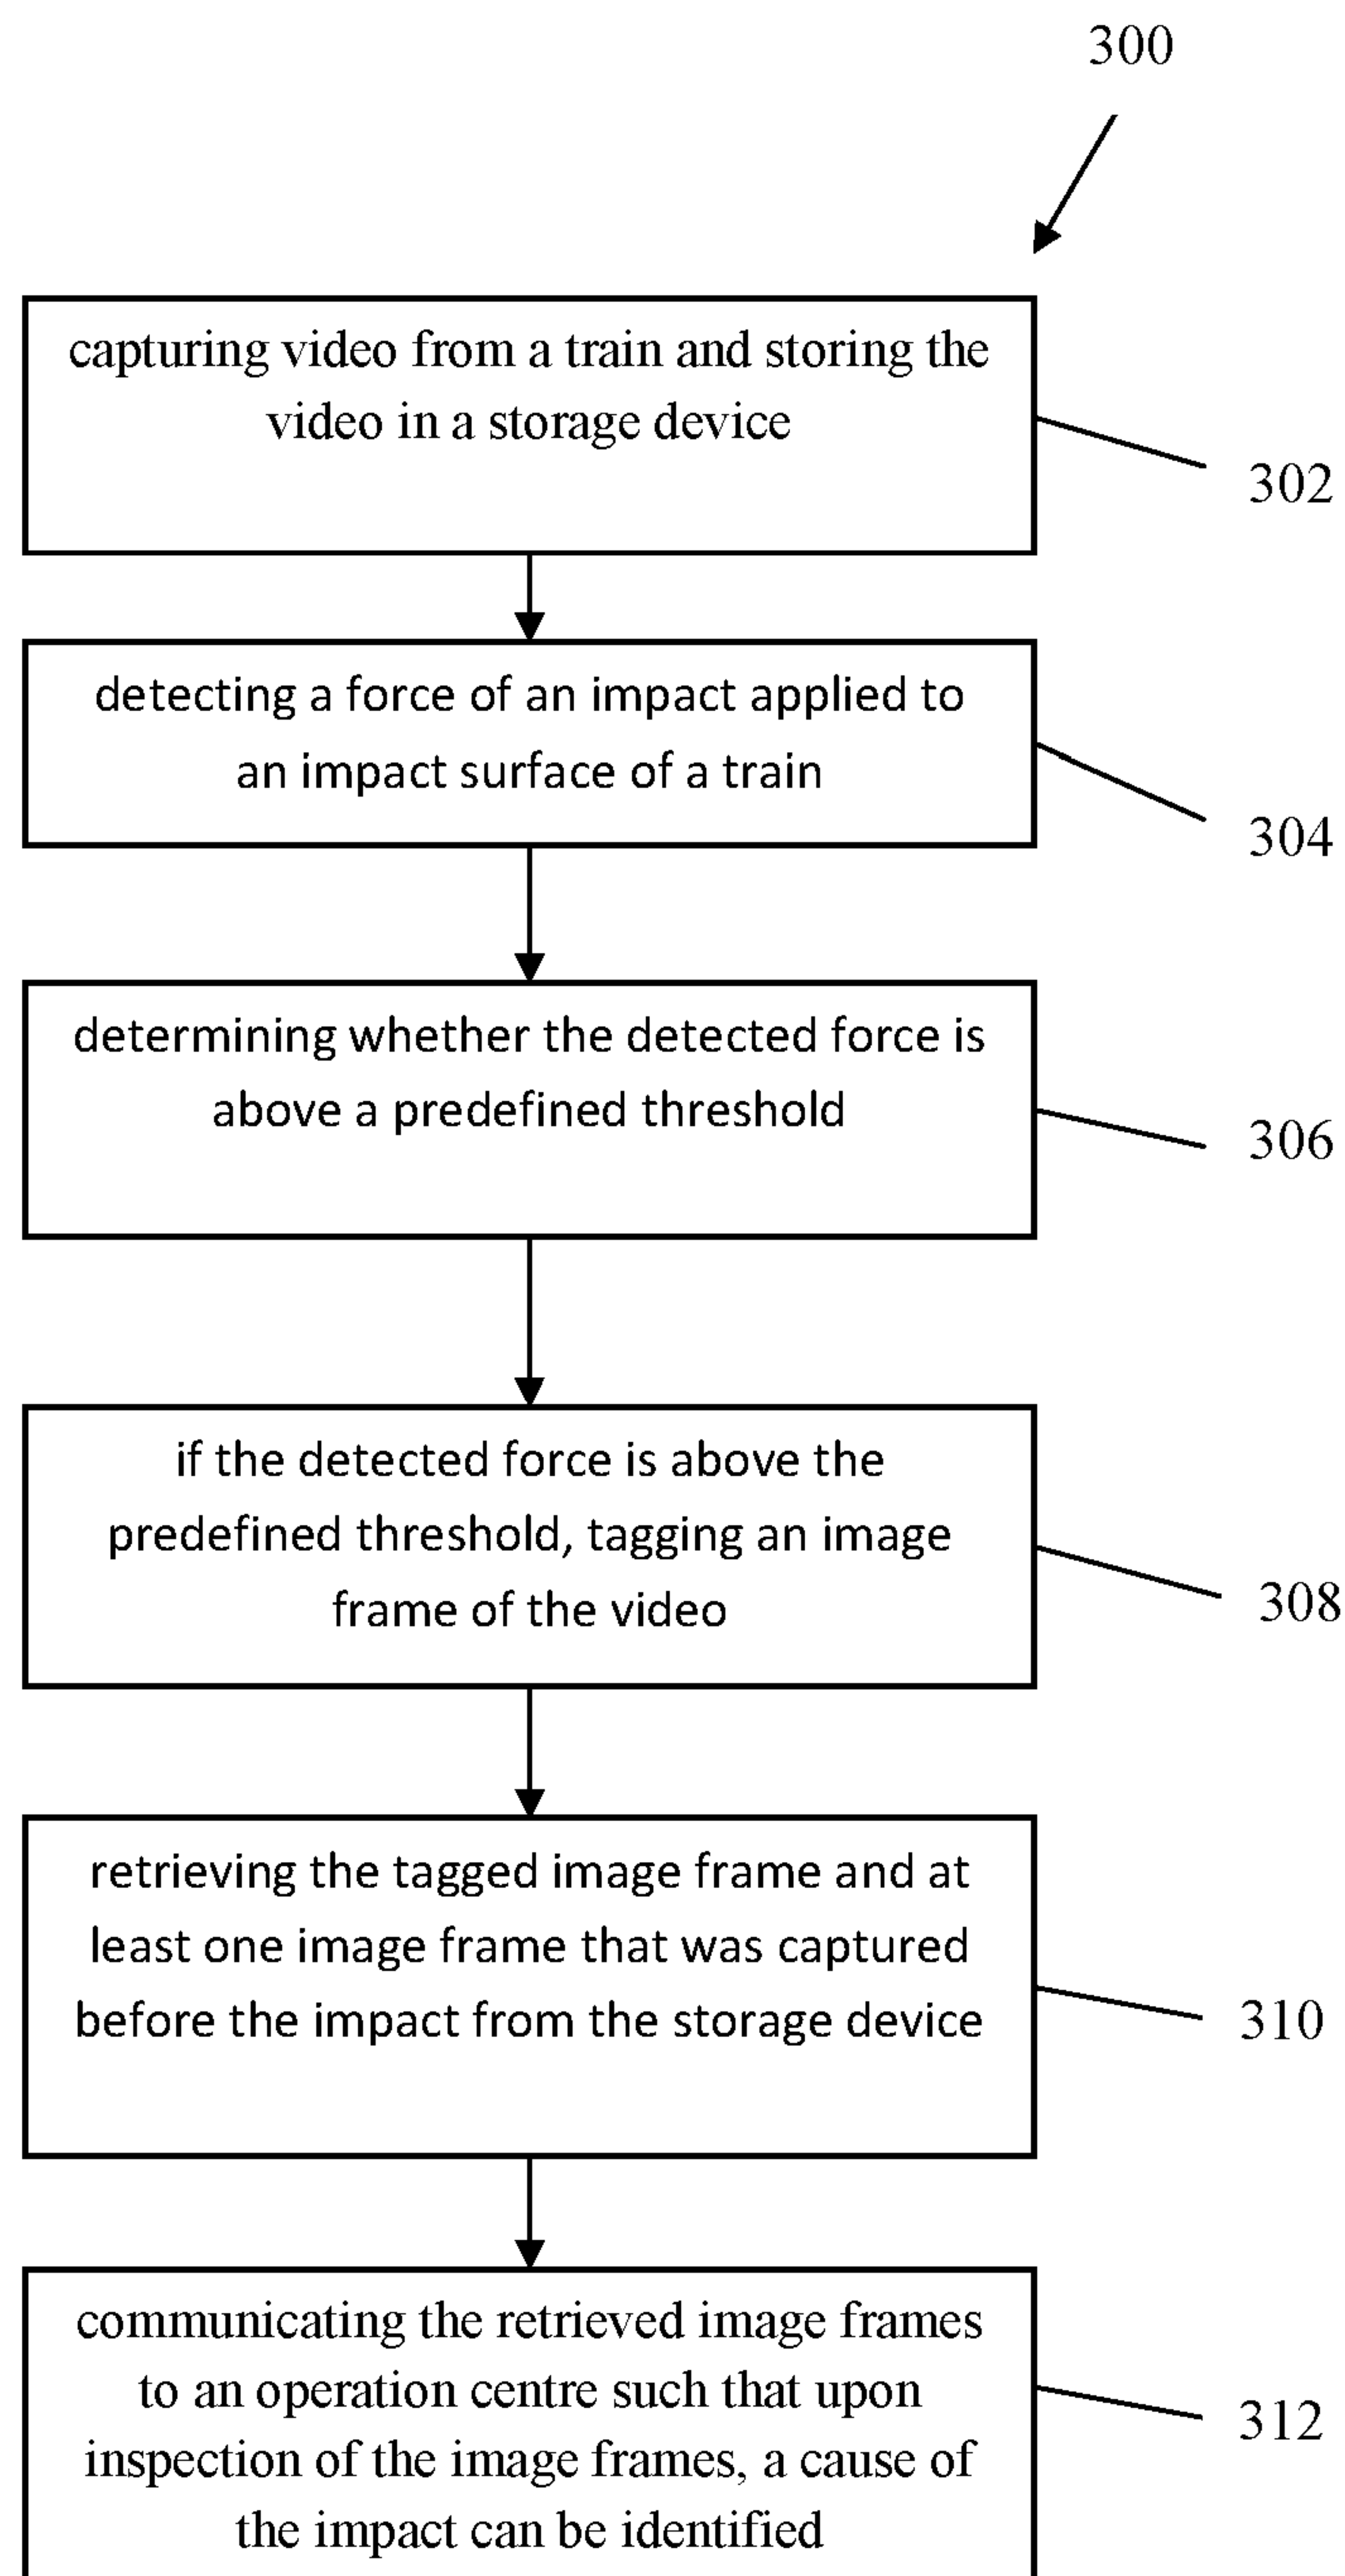 300
capturing video from a train and storing the
video in a storage device
302
detecting a force of an impact applied to
an impact surface of a train
304
determining whether the detected force is
above a predefined threshold
306
if the detected force is above the
predefined threshold, tagging an image
frame of the video
308
retrieving the tagged image frame and at
least one image frame that was captured
before the impact from the storage device
310
communicating the retrieved image frames
to an operation centre such that upon
inspection of the image frames, a cause of
the impact can be identified
312